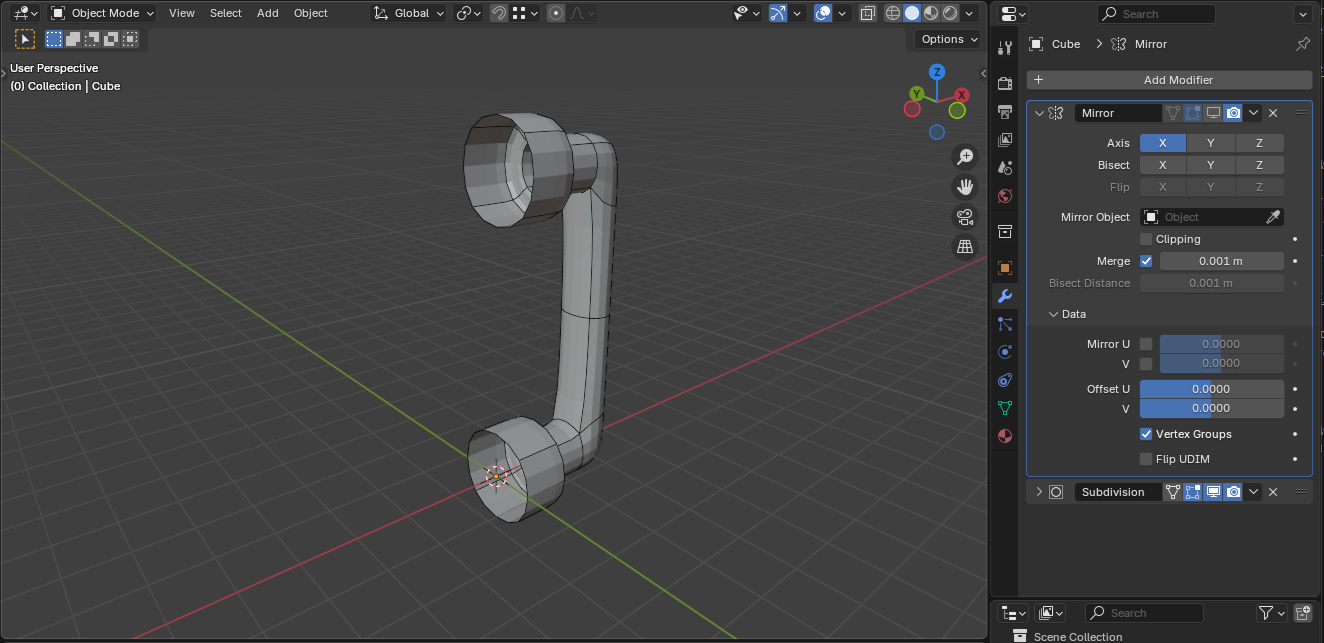 Object Mode View Select Add Object Global Search
Options
User Perspective
(0) Collection | Cube
Z
Y X
Cube Mirror
Add Modifier
Mirror
Axis X Y Z
Bisect X Y Z
Flip X Y Z
Mirror Object Object
Clipping
Merge 0.001 m
Bisect Distance 0.001 m
Data
Mirror U 0.0000
V 0.0000
Offset U 0.0000
V 0.0000
Vertex Groups
Flip UDIM
Subdivision
Search
Scene Collection